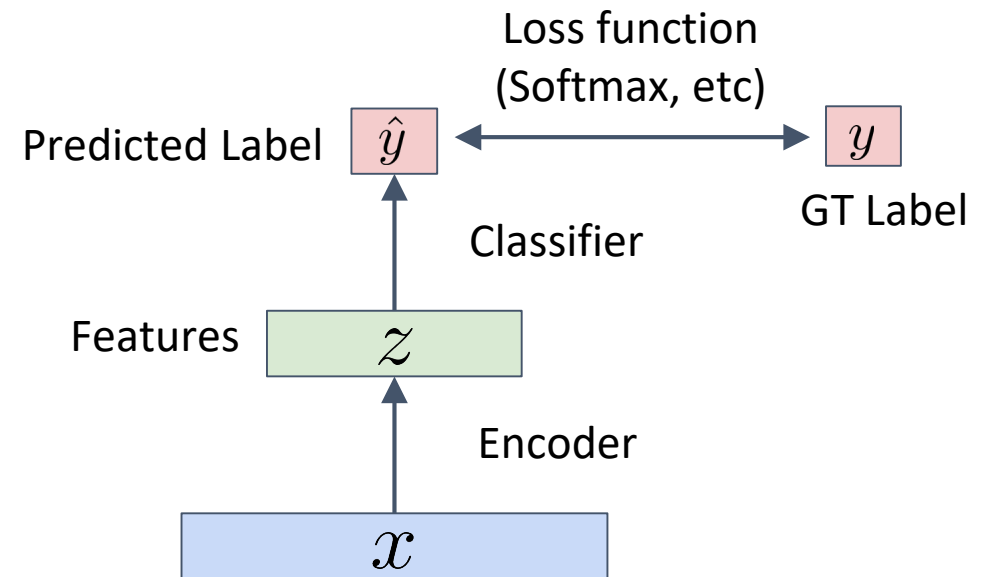 Loss function
(Softmax, etc)
Predicted Label
ŷ
y
GT Label
Classifier
Features
z
Encoder
x